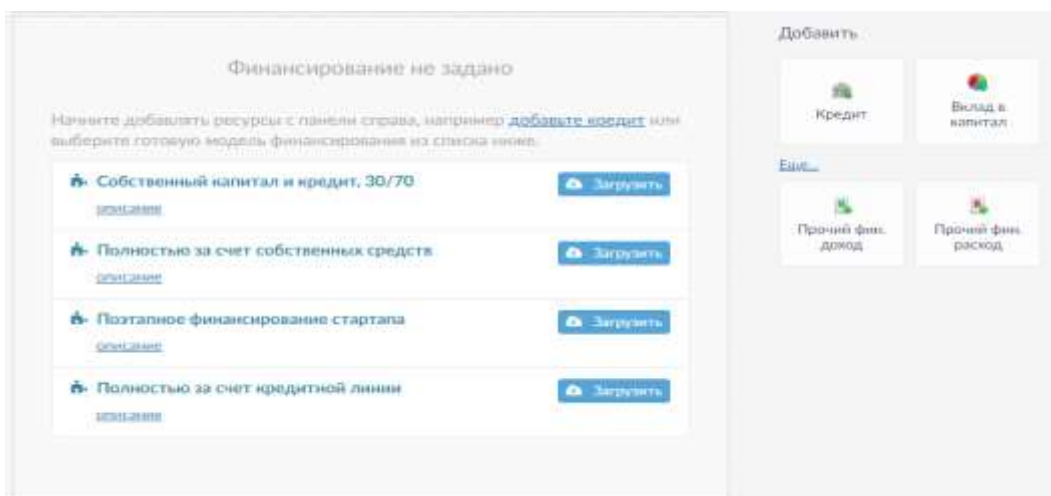 Финансирование не задано
Начните добавлять ресурсы с панели справа, например добавьте кредит или
выберите готовую модель финансирования из списка ниже.
Собственный капитал и кредит, 30/70
Загрузить
описание
Полностью за счет собственных средств
Загрузить
описание
Поэтапное финансирование стартапа
Загрузить
описание
Полностью за счет кредитной линии
Загрузить
описание
Добавить
Кредит
Вклад в
капитал
Еще...
Прочий фин.
доход
Прочий фин.
расход